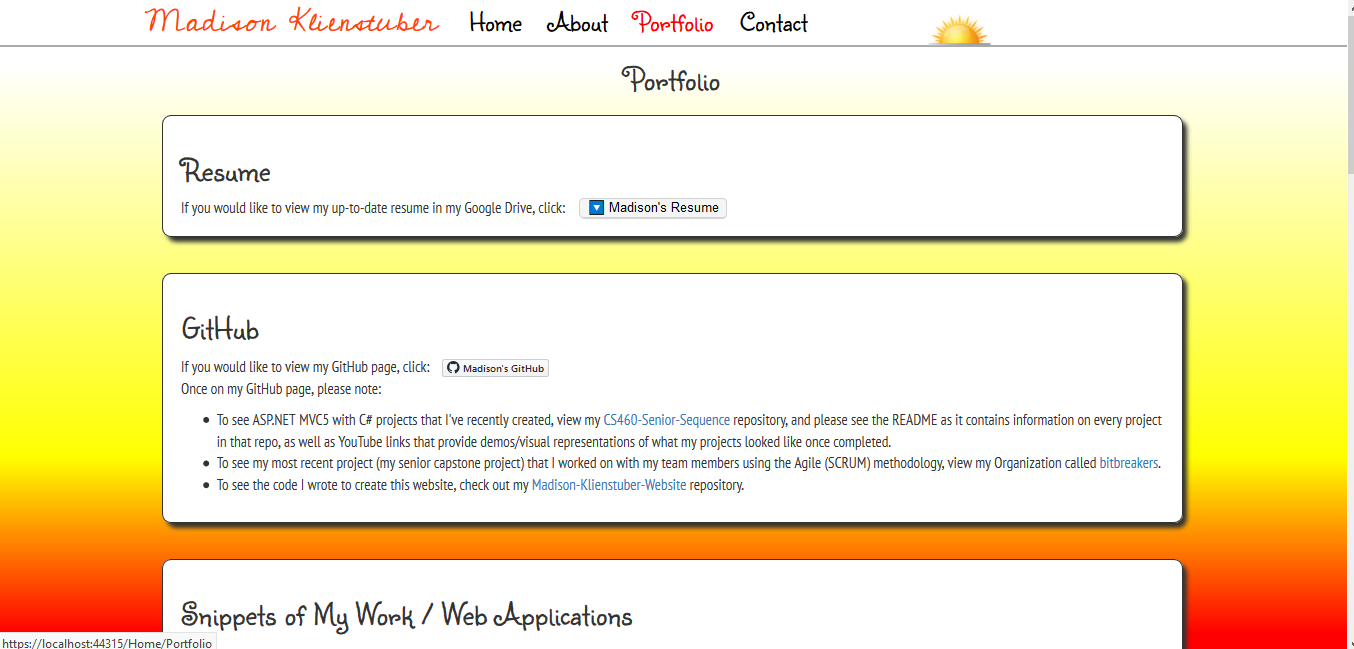 Madison Klienstuber Home About Portfolio Contact
Portfolio
Resume
If you would like to view my up-to-date resume in my Google Drive, click: Madison's Resume
GitHub
If you would like to view my GitHub page, click: Madison's GitHub
Once on my GitHub page, please note:
To see ASP.NET MVC5 with C# projects that I've recently created, view my CS460-Senior-Sequence repository, and please see the README as it contains information on every project
in that repo, as well as YouTube links that provide demos/visual representations of what my projects looked like once completed.
To see my most recent project (my senior capstone project) that I worked on with my team members using the Agile (SCRUM) methodology, view my Organization called bitbreakers.
To see the code I wrote to create this website, check out my Madison-Klienstuber-Website repository.
Snippets of My Work / Web Applications
https://localhost:44315/Home/Portfolio